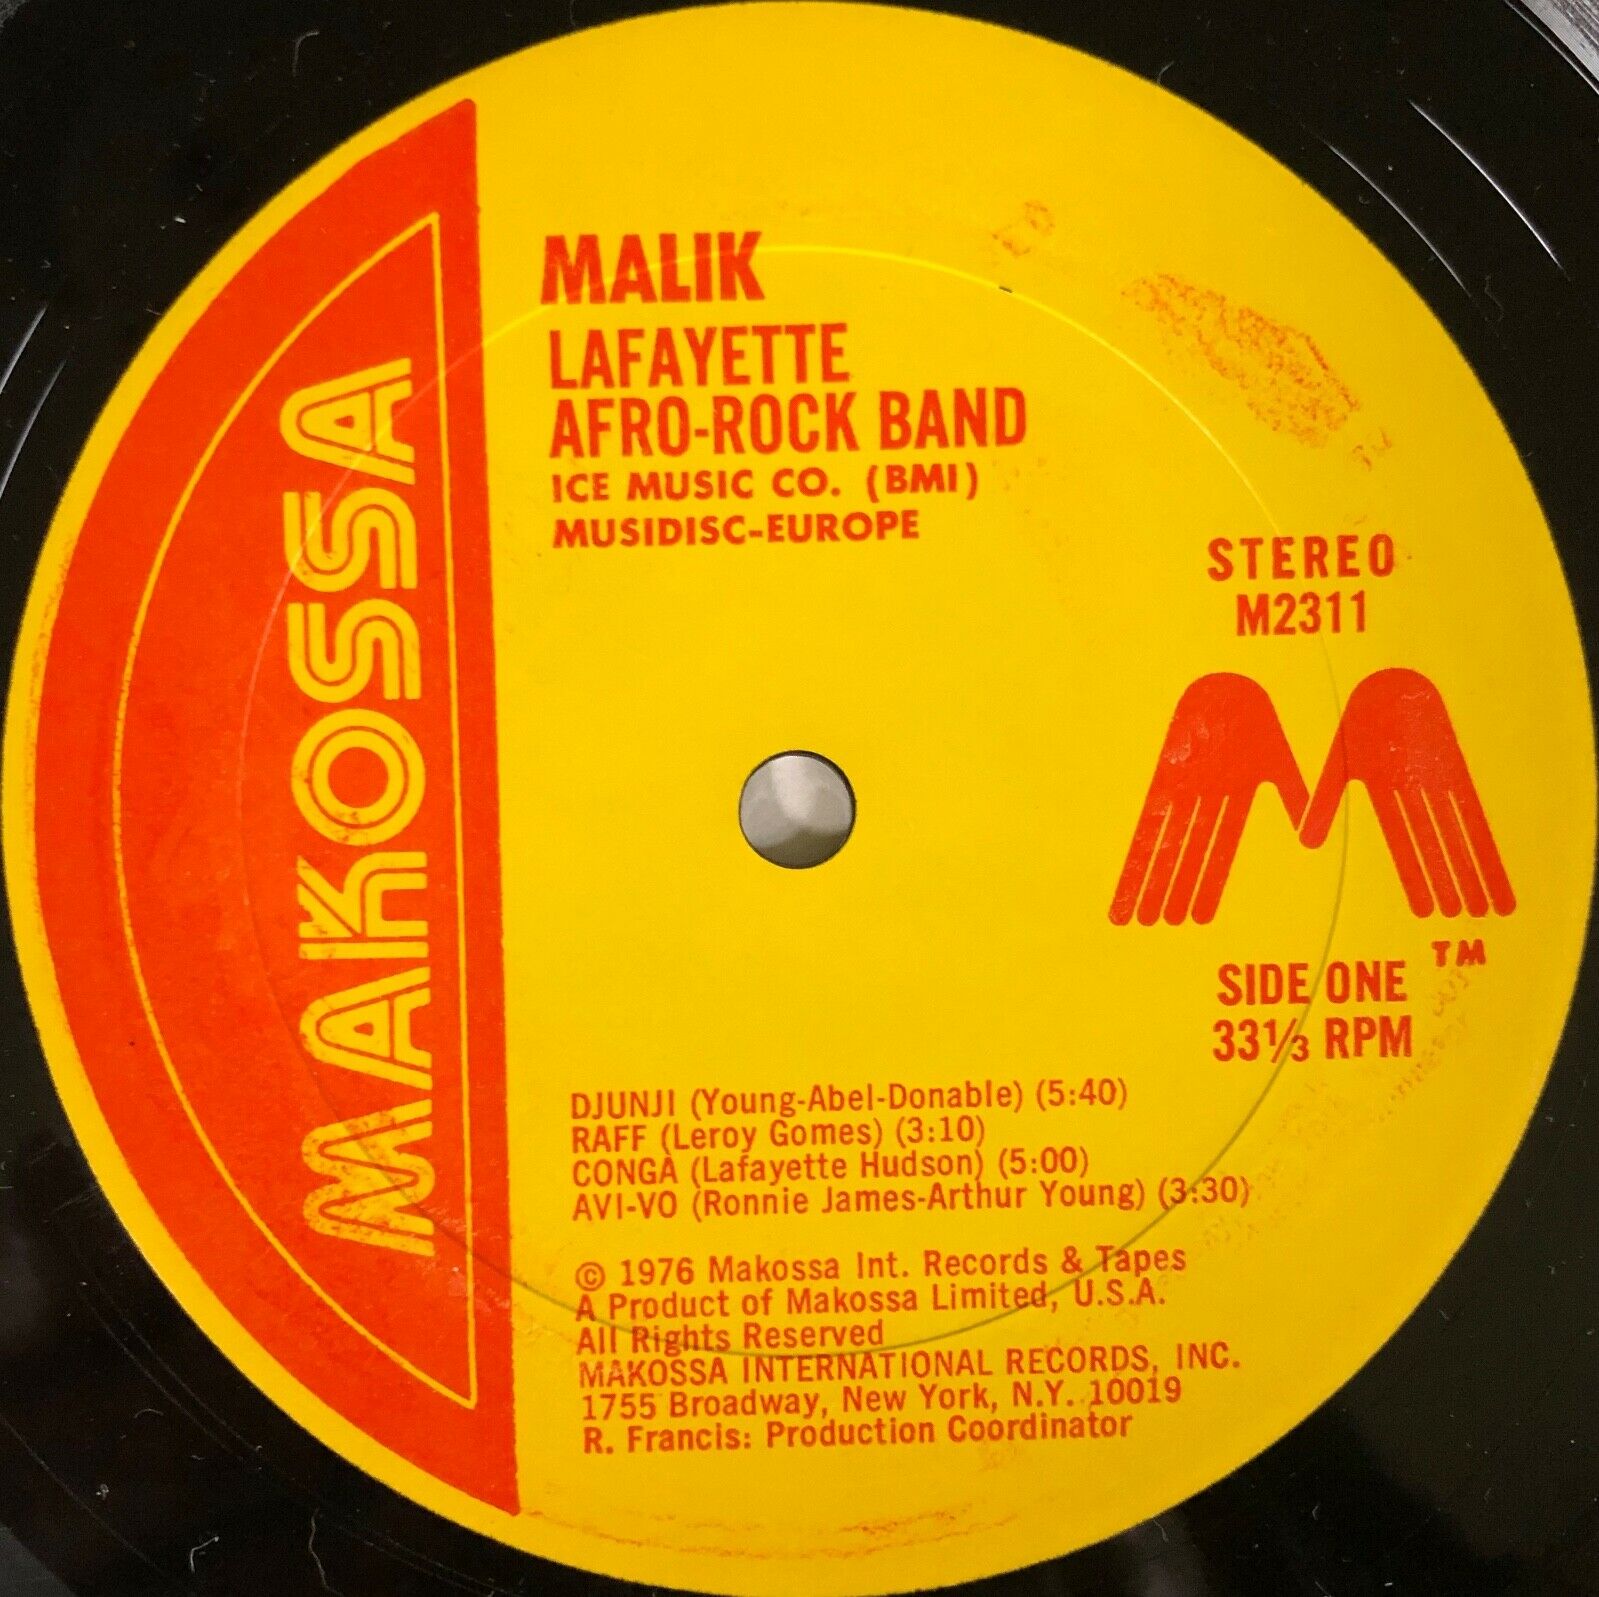 MAKOSSA
MALIK
LAFAYETTE
AFRO-ROCK BAND
ICE MUSIC CO. (BMI)
MUSIDISC-EUROPE
STEREO
M2311
TM
SIDE ONE
33⅓ RPM
DJUNJI (Young-Abel-Donable) (5:40)
RAFF (Leroy Gomes) (3:10)
CONGA (Lafayette Hudson) (5:00)
AVI-VO (Ronnie James-Arthur Young) (3:30)
© 1976 Makossa Int. Records & Tapes
A Product of Makossa Limited, U.S.A.
All Rights Reserved
MAKOSSA INTERNATIONAL RECORDS, INC.
1755 Broadway, New York, N.Y. 10019
R. Francis: Production Coordinator